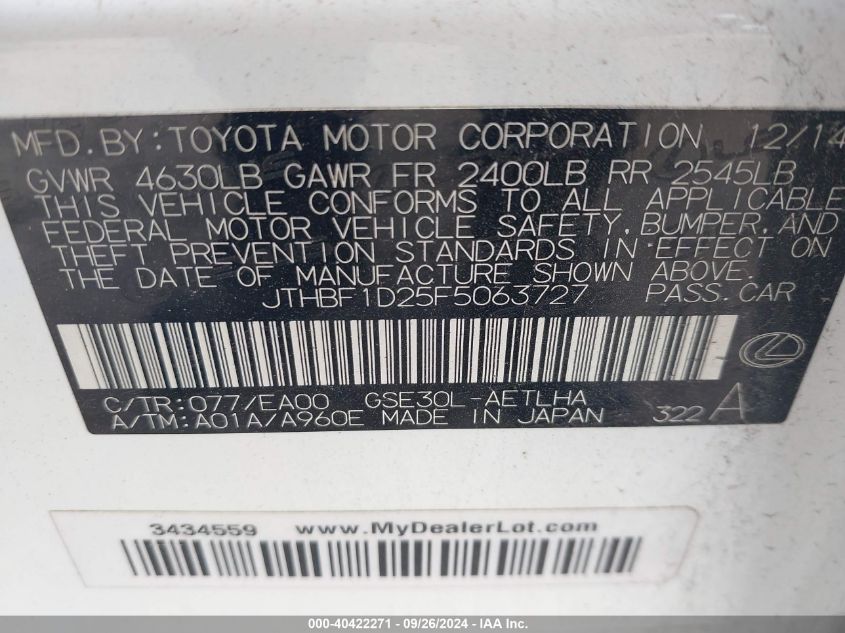 MFD. BY: TOYOTA MOTOR CORPORATION 12/14
GVWR 4630LB GAWR FR 2400LB RR 2545LB
THIS VEHICLE CONFORMS TO ALL APPLICABLE
FEDERAL MOTOR VEHICLE SAFETY, BUMPER, AND
THEFT PREVENTION STANDARDS IN EFFECT ON
THE DATE OF MANUFACTURE SHOWN ABOVE.
JTHBF1D25F5063727 PASS. CAR
C/TR: 077/EA00 GSE30L-AETLHA
A/TM: A01A/A960E MADE IN JAPAN 322 A
3434559 www.MyDealerLot.com
000-40422271 - 09/26/2024 - © IAA, Inc.